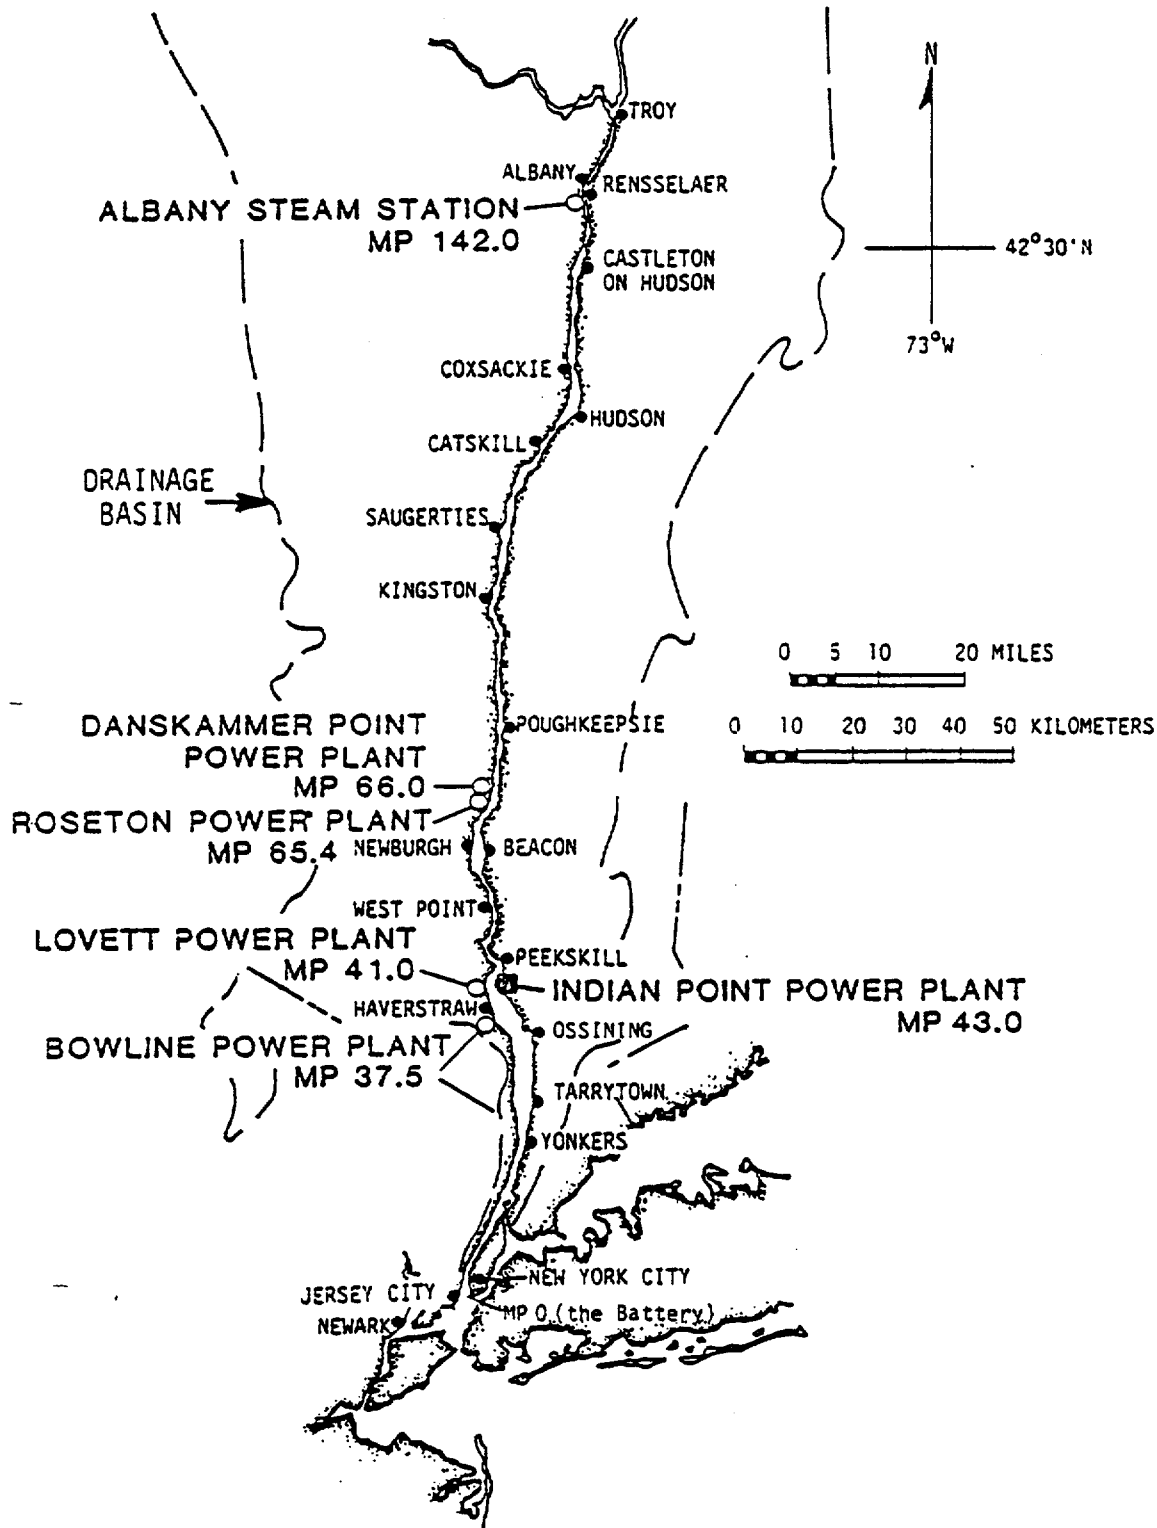 N
TROY
ALBANY
RENSSELAER
ALBANY STEAM STATION
MP 142.0
42°30'N
CASTLETON
ON HUDSON
73°W
COXSACKIE
HUDSON
CATSKILL
DRAINAGE
BASIN
SAUGERTIES
KINGSTON
0 5 10 20 MILES
DANSKAMMER POINT
POWER PLANT
MP 66.0
POUGHKEEPSIE
0 10 20 30 40 50 KILOMETERS
ROSETON POWER PLANT
MP 65.4
NEWBURGH
BEACON
WEST POINT
LOVETT POWER PLANT
MP 41.0
PEEKSKILL
INDIAN POINT POWER PLANT
MP 43.0
HAVERSTRAW
OSSINING
BOWLINE POWER PLANT
MP 37.5
TARRYTOWN
YONKERS
NEW YORK CITY
JERSEY CITY
MP 0 (the Battery)
NEWARK